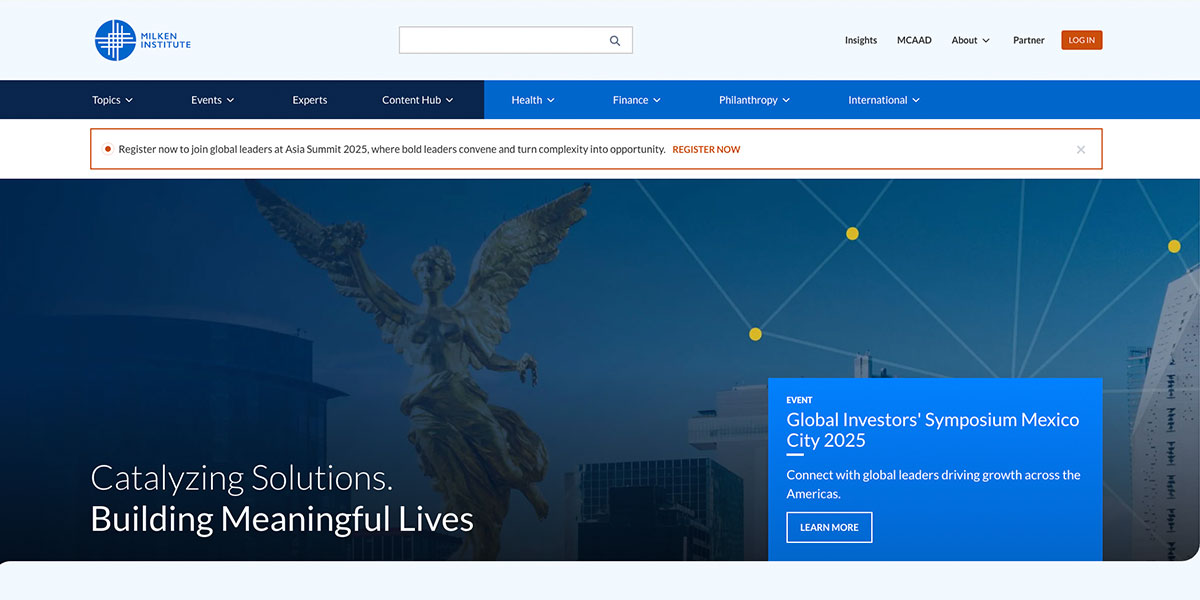 MILKEN
INSTITUTE
Insights MCAAD About Partner LOG IN
Topics Events Experts Content Hub Health Finance Philanthropy International
Register now to join global leaders at Asia Summit 2025, where bold leaders convene and turn complexity into opportunity. REGISTER NOW
EVENT
Global Investors' Symposium Mexico
City 2025
Connect with global leaders driving growth across the
Americas.
LEARN MORE
Catalyzing Solutions.
Building Meaningful Lives